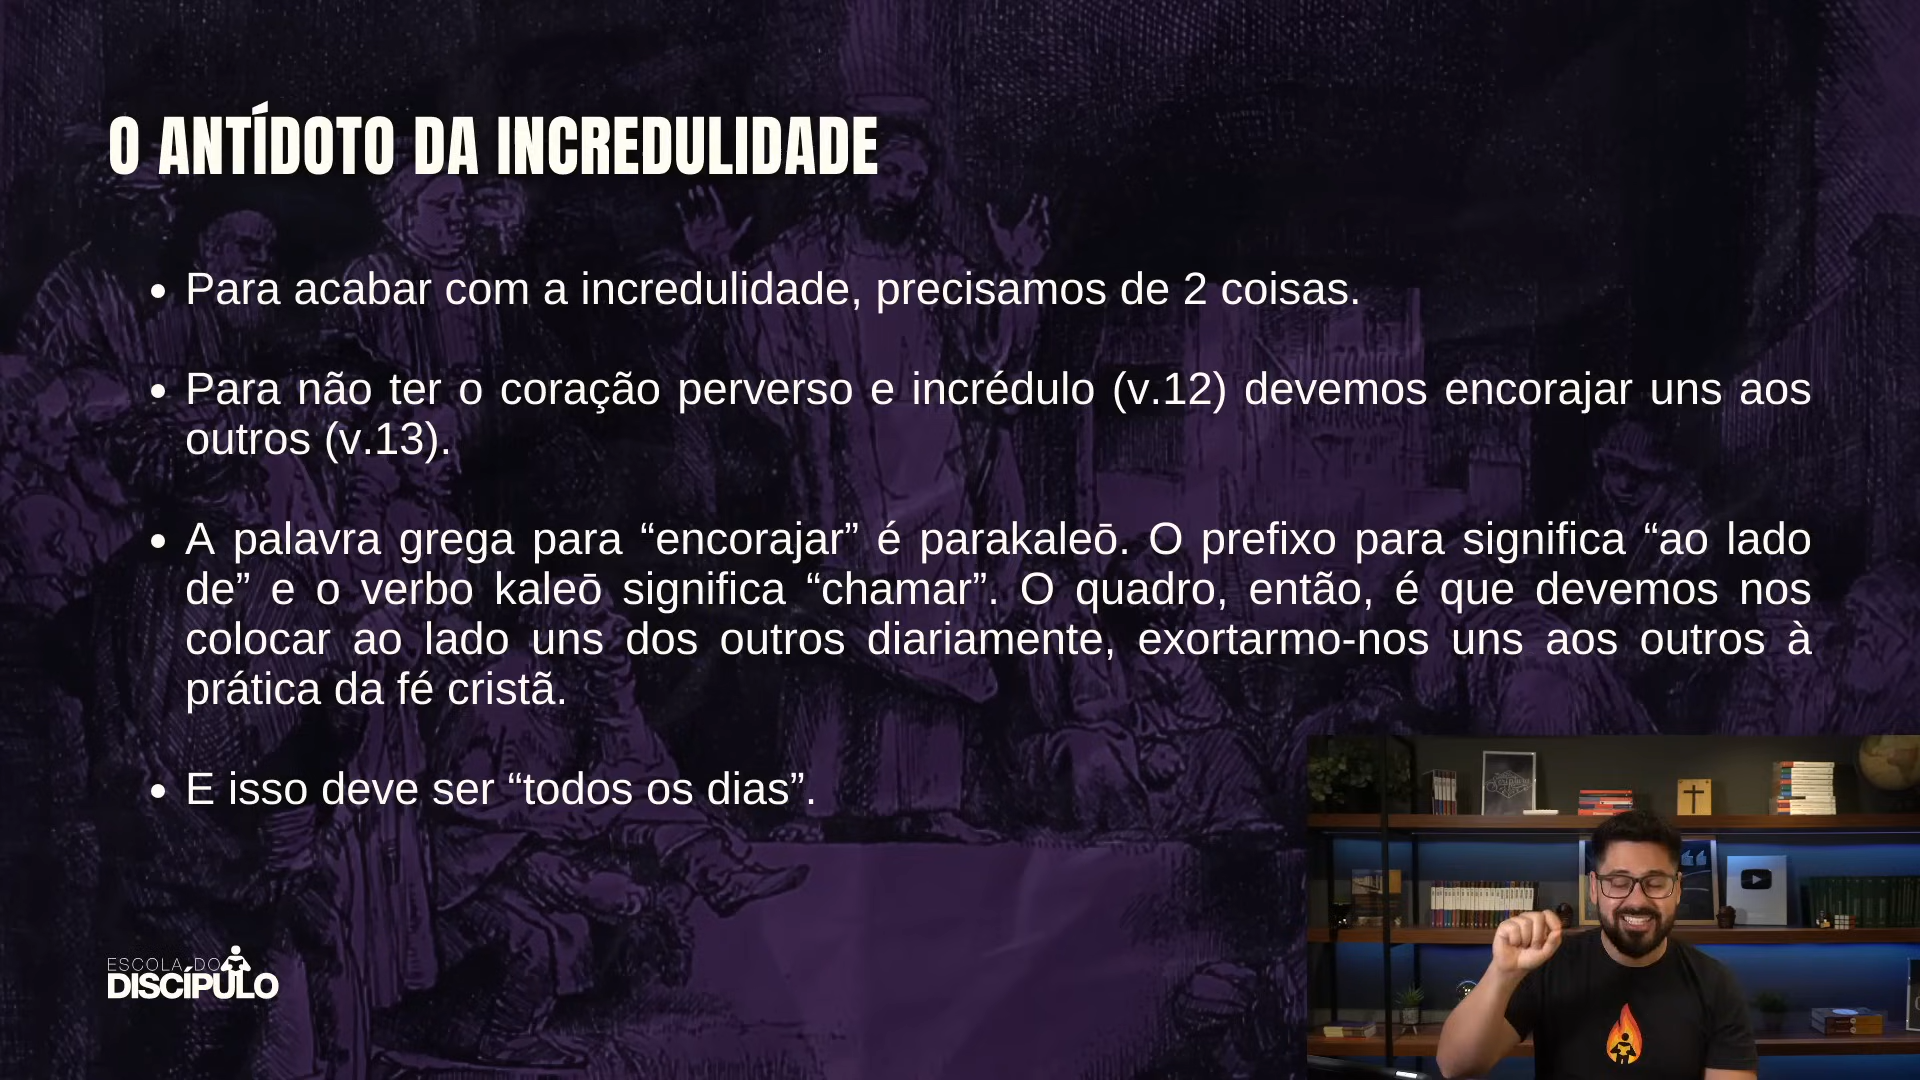 O ANTÍDOTO DA INCREDULIDADE
• Para acabar com a incredulidade, precisamos de 2 coisas.
• Para não ter o coração perverso e incrédulo (v.12) devemos encorajar uns aos
outros (v.13).
• A palavra grega para “encorajar” é parakaleō. O prefixo para significa “ao lado
de” e o verbo kaleō significa “chamar”. O quadro, então, é que devemos nos
colocar ao lado uns dos outros diariamente, exortarmo-nos uns aos outros à
prática da fé cristã.
• E isso deve ser “todos os dias”.
ESCOLA DO
DISCÍPULO